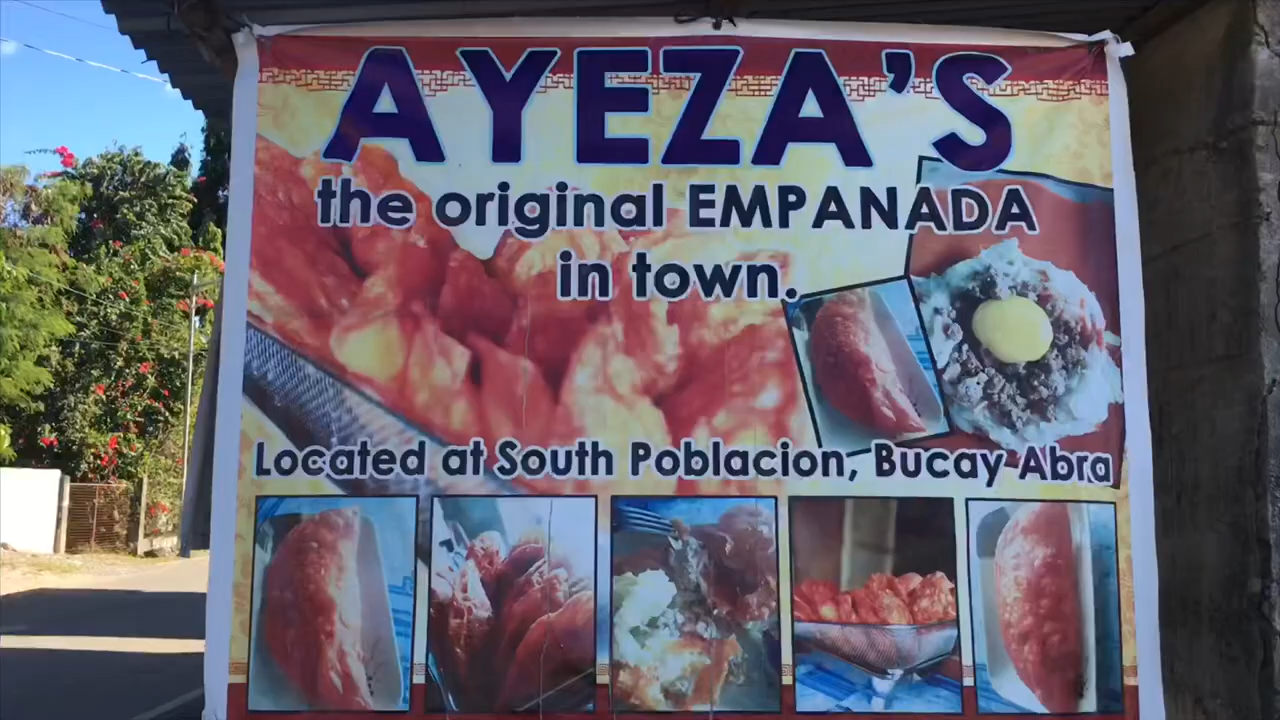 AYEZA'S
the original EMPANADA
in town.
Located at South Poblacion, Bucay Abra